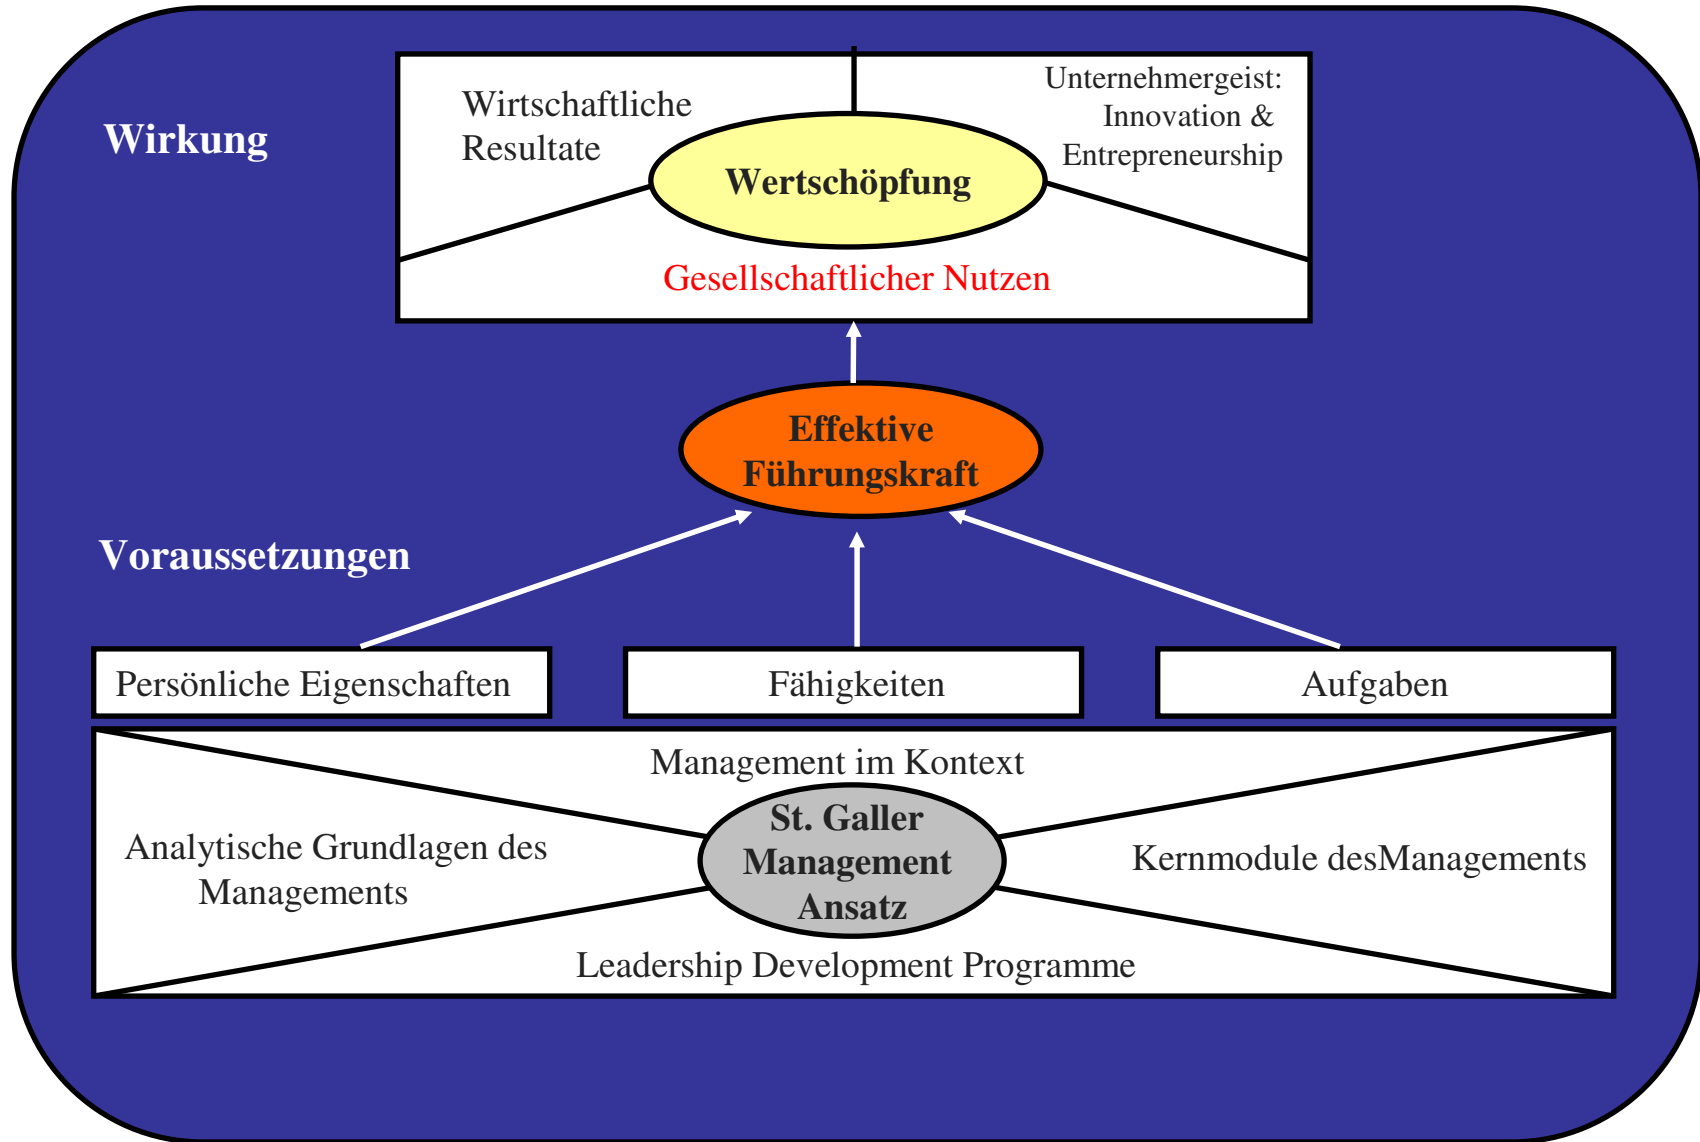 Wirkung
Wirtschaftliche
Resultate
Unternehmergeist:
Innovation &
Entrepreneurship
Wertschöpfung
Gesellschaftlicher Nutzen
Effektive
Führungskraft
Voraussetzungen
Persönliche Eigenschaften
Fähigkeiten
Aufgaben
Management im Kontext
Analytische Grundlagen des
Managements
St. Galler
Management
Ansatz
Kernmodule desManagements
Leadership Development Programme